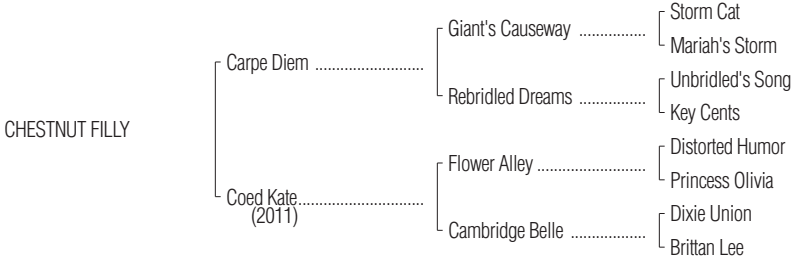 Storm Cat
Giant's Causeway ................
Mariah's Storm
Carpe Diem ..........................
Unbridled's Song
Rebridled Dreams ................
Key Cents
CHESTNUT FILLY
Distorted Humor
Flower Alley ..........................
Princess Olivia
Coed Kate..............................
(2011)
Dixie Union
Cambridge Belle ..................
Brittan Lee